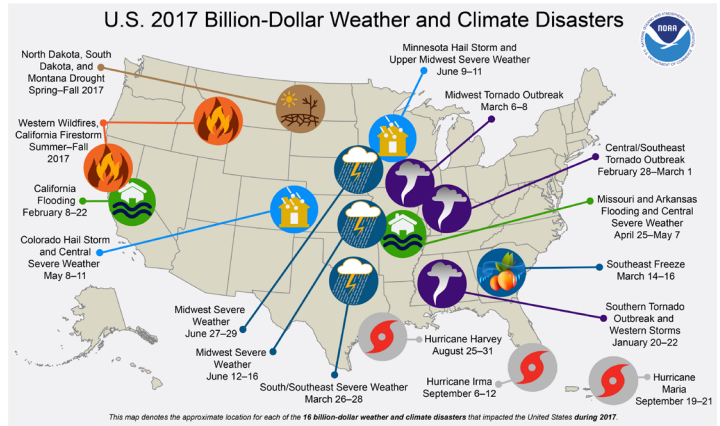 U.S. 2017 Billion-Dollar Weather and Climate Disasters
NOAA
North Dakota, South
Dakota, and
Montana Drought
Spring–Fall 2017
Minnesota Hail Storm and
Upper Midwest Severe Weather
June 9–11
Midwest Tornado Outbreak
March 6–8
Western Wildfires,
California Firestorm
Summer–Fall
2017
Central/Southeast
Tornado Outbreak
February 28–March 1
California
Flooding
February 8–22
Missouri and Arkansas
Flooding and Central
Severe Weather
April 25–May 7
Colorado Hail Storm
and Central
Severe Weather
May 8–11
Southeast Freeze
March 14–16
Midwest Severe
Weather
June 27–29
Southern Tornado
Outbreak and
Western Storms
January 20–22
Midwest Severe
Weather
June 12–16
Hurricane Harvey
August 25–31
South/Southeast Severe Weather
March 26–28
Hurricane Irma
September 6–12
Hurricane
Maria
September 19–21
This map denotes the approximate location for each of the 16 billion-dollar weather and climate disasters that impacted the United States during 2017.